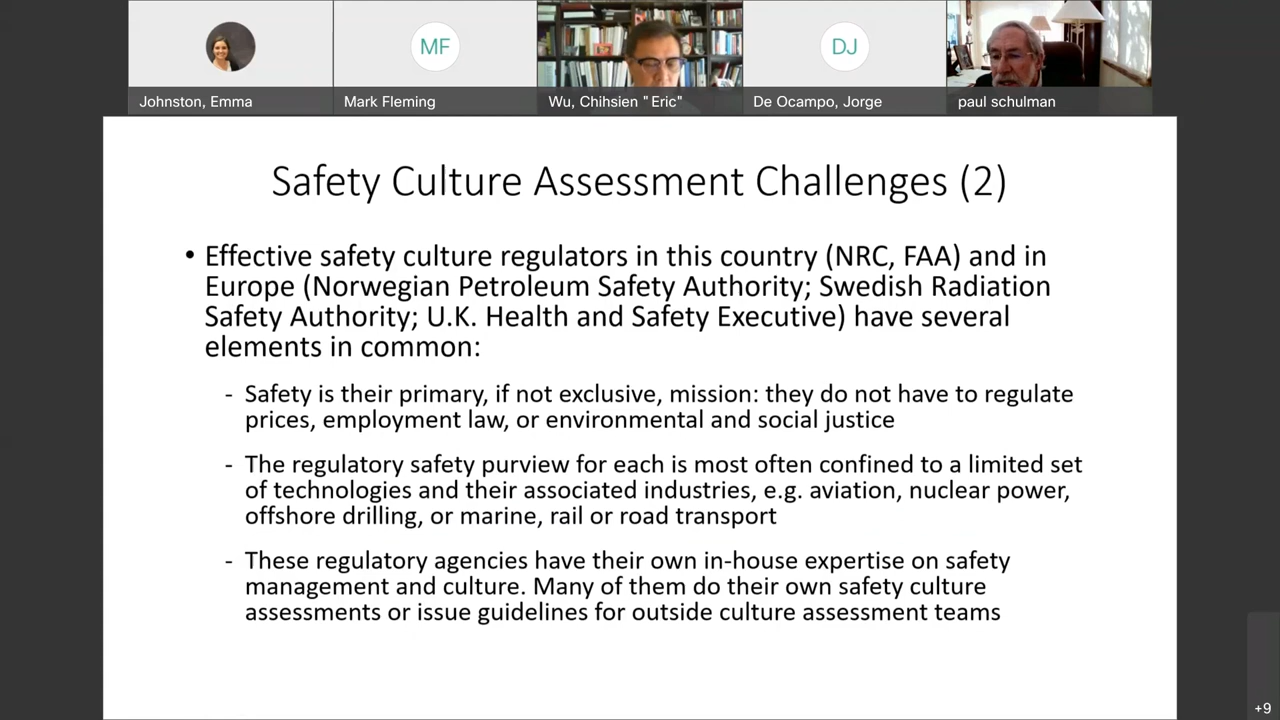 MF
DJ
Johnston, Emma
Mark Fleming
Wu, Chihsien "Eric"
De Ocampo, Jorge
paul schulman
Safety Culture Assessment Challenges (2)
• Effective safety culture regulators in this country (NRC, FAA) and in
Europe (Norwegian Petroleum Safety Authority; Swedish Radiation
Safety Authority; U.K. Health and Safety Executive) have several
elements in common:
- Safety is their primary, if not exclusive, mission: they do not have to regulate
prices, employment law, or environmental and social justice
- The regulatory safety purview for each is most often confined to a limited set
of technologies and their associated industries, e.g. aviation, nuclear power,
offshore drilling, or marine, rail or road transport
- These regulatory agencies have their own in-house expertise on safety
management and culture. Many of them do their own safety culture
assessments or issue guidelines for outside culture assessment teams
+9